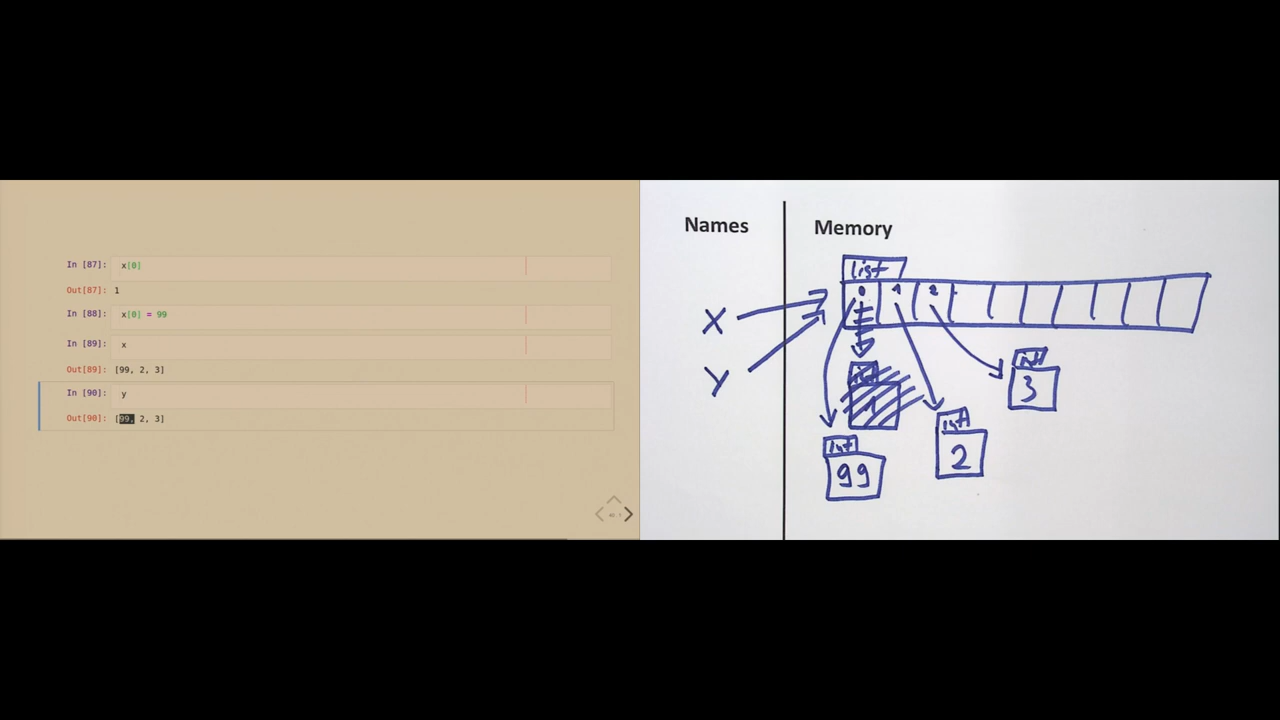 In [87]: x[0]
Out[87]: 1
In [88]: x[0] = 99
In [89]: x
Out[89]: [99, 2, 3]
In [90]: y
Out[90]: [99, 2, 3]
Names
Memory
list
0 1 2
X
Y
3
2
99